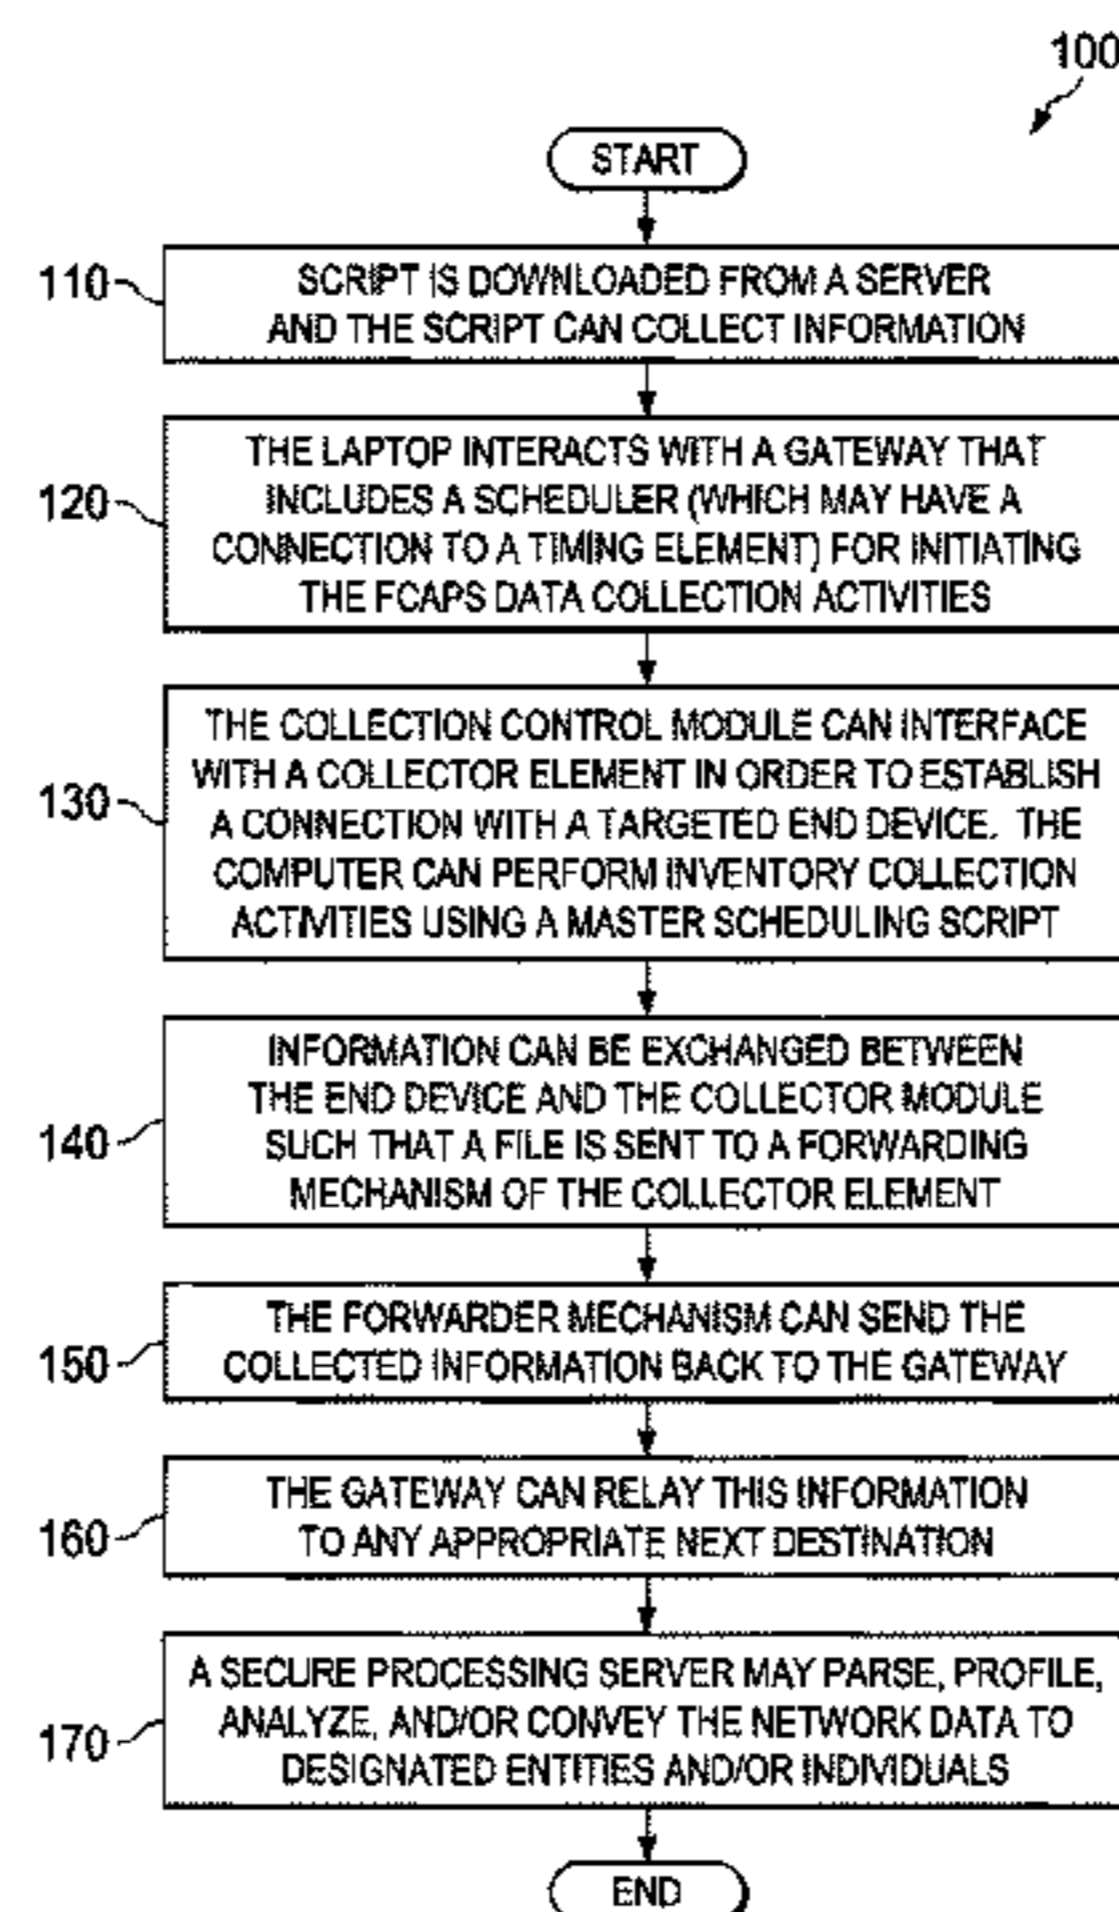 100
START
110
SCRIPT IS DOWNLOADED FROM A SERVER
AND THE SCRIPT CAN COLLECT INFORMATION
120
THE LAPTOP INTERACTS WITH A GATEWAY THAT
INCLUDES A SCHEDULER (WHICH MAY HAVE A
CONNECTION TO A TIMING ELEMENT) FOR INITIATING
THE FCAPS DATA COLLECTION ACTIVITIES
130
THE COLLECTION CONTROL MODULE CAN INTERFACE
WITH A COLLECTOR ELEMENT IN ORDER TO ESTABLISH
A CONNECTION WITH A TARGETED END DEVICE. THE
COMPUTER CAN PERFORM INVENTORY COLLECTION
ACTIVITIES USING A MASTER SCHEDULING SCRIPT
140
INFORMATION CAN BE EXCHANGED BETWEEN
THE END DEVICE AND THE COLLECTOR MODULE
SUCH THAT A FILE IS SENT TO A FORWARDING
MECHANISM OF THE COLLECTOR ELEMENT
150
THE FORWARDER MECHANISM CAN SEND THE
COLLECTED INFORMATION BACK TO THE GATEWAY
160
THE GATEWAY CAN RELAY THIS INFORMATION
TO ANY APPROPRIATE NEXT DESTINATION
170
A SECURE PROCESSING SERVER MAY PARSE, PROFILE,
ANALYZE, AND/OR CONVEY THE NETWORK DATA TO
DESIGNATED ENTITIES AND/OR INDIVIDUALS
END